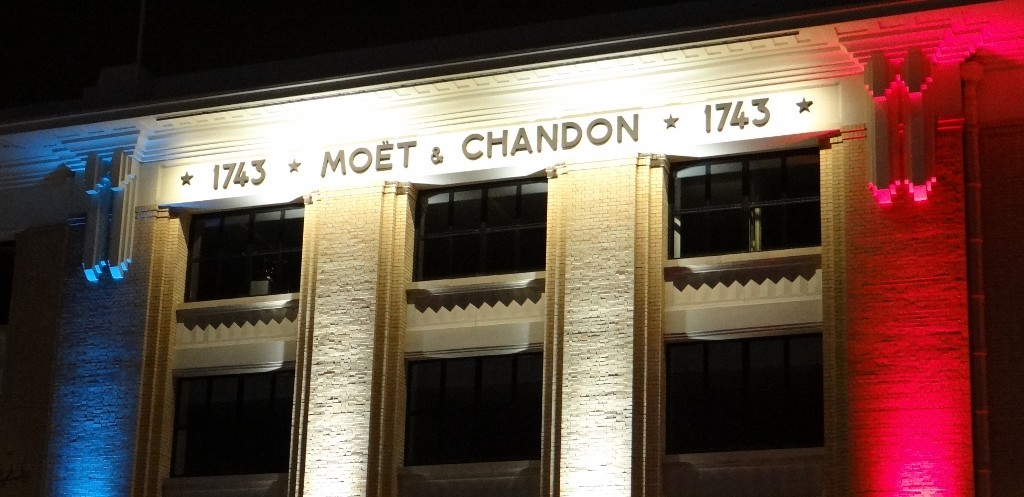 ★ 1743 ★ MOËT & CHANDON ★ 1743 ★